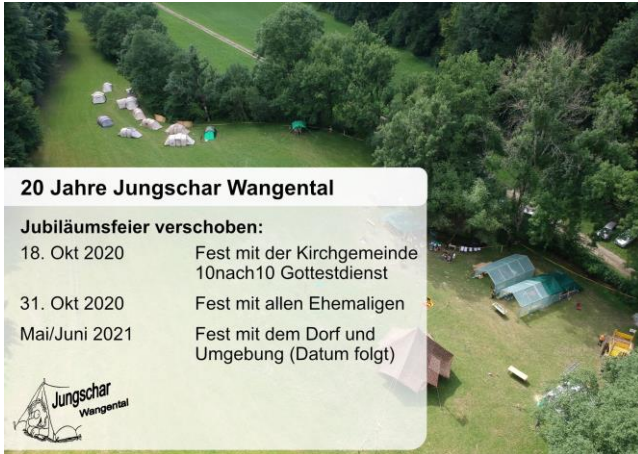 20 Jahre Jungschar Wangental
Jubiläumsfeier verschoben:
18. Okt 2020 Fest mit der Kirchgemeinde
10nach10 Gottestdienst
31. Okt 2020 Fest mit allen Ehemaligen
Mai/Juni 2021 Fest mit dem Dorf und
Umgebung (Datum folgt)
Jungschar
Wangental